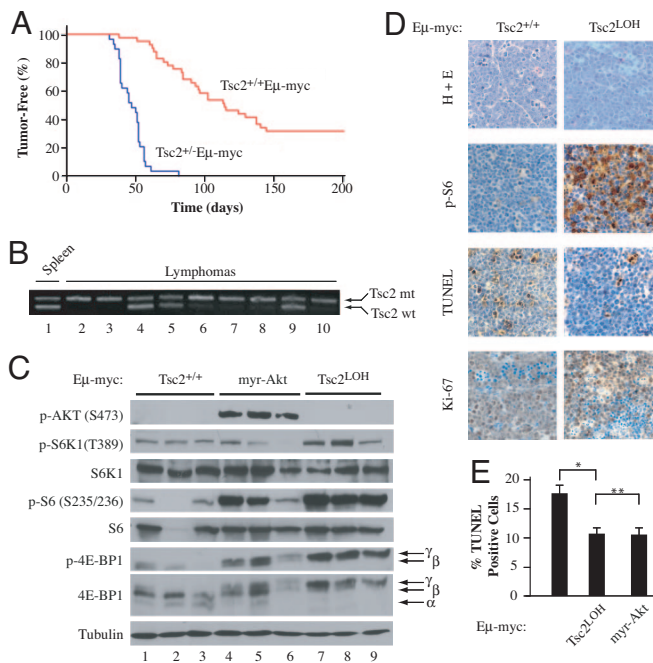 A
Tumor-Free (%)
100
80
60
40
20
0
Tsc2+/+Eμ-myc
Tsc2+/-Eμ-myc
0 50 100 150 200
Time (days)
B
Spleen
Lymphomas
Tsc2 mt
Tsc2 wt
1 2 3 4 5 6 7 8 9 10
C
Eμ-myc: Tsc2+/+ myr-Akt Tsc2LOH
p-AKT (S473)
p-S6K1(T389)
S6K1
p-S6 (S235/236)
S6
p-4E-BP1
γ
β
4E-BP1
γ
β
α
Tubulin
1 2 3 4 5 6 7 8 9
D
Eμ-myc: Tsc2+/+ Tsc2LOH
H + E
p-S6
TUNEL
Ki-67
E
% TUNEL
Positive Cells
20
15
10
5
0
*
**
Eμ-myc:
Tsc2LOH
myr-Akt